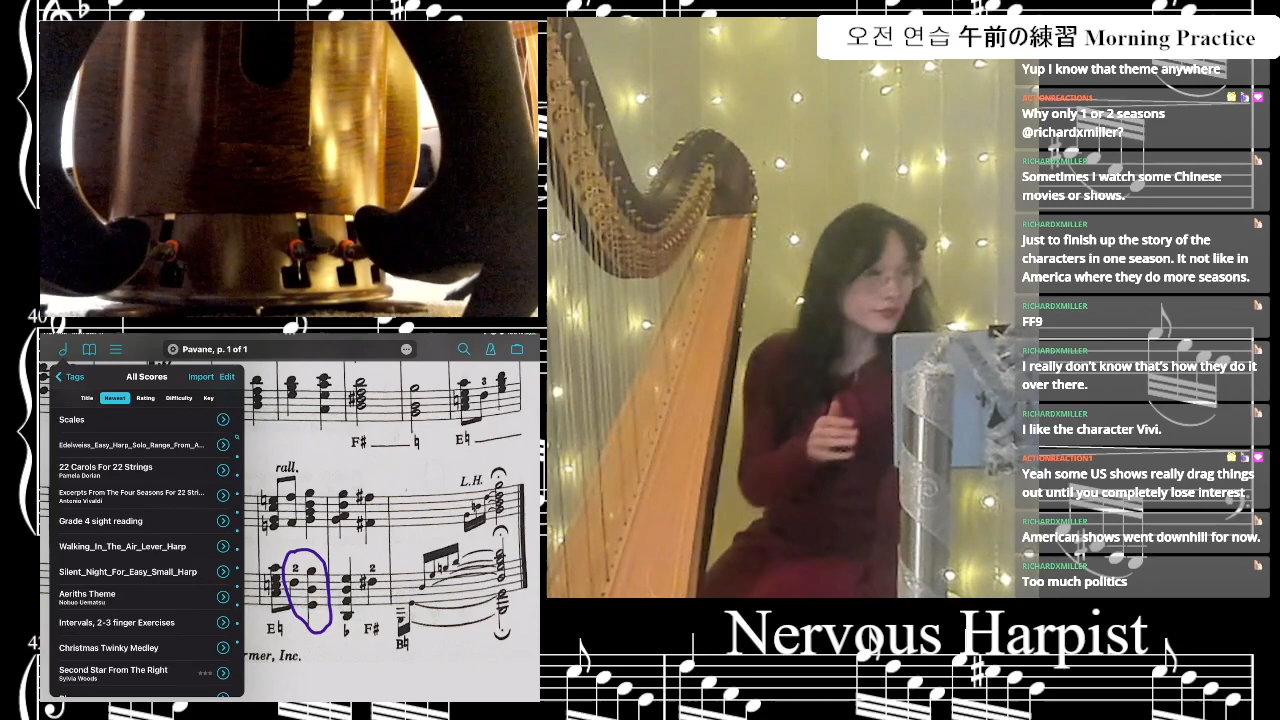 오전 연습 午前の練習 Morning Practice
Pavane, p. 1 of 1
Tags
All Scores
Import Edit
Title Newest Rating Difficulty Key
Scales
Edelweiss_Easy_Harp_Solo_Range_From_A...
22 Carols For 22 Strings
Pamela Dorian
Excerpts From The Four Seasons For 22 Stri...
Antonio Vivaldi
Grade 4 sight reading
Walking_In_The_Air_Lever_Harp
Silent_Night_For_Easy_Small_Harp
Aeriths Theme
Nobuo Uematsu
Intervals, 2-3 finger Exercises
Christmas Twinky Medley
Second Star From The Right
Sylvia Woods
3
F# ♮ E♮
rall.
L.H.
2 2
E♮ ♭ F# B♮
rmer, Inc.
Yup I know that theme anywhere
ACTIONREACTION1
Why only 1 or 2 seasons
@richardxmiller?
RICHARDXMILLER
Sometimes I watch some Chinese
movies or shows.
RICHARDXMILLER
Just to finish up the story of the
characters in one season. It not like in
America where they do more seasons.
RICHARDXMILLER
FF9
RICHARDXMILLER
I really don't know that's how they do it
over there.
RICHARDXMILLER
I like the character Vivi.
ACTIONREACTION1
Yeah some US shows really drag things
out until you completely lose interest
RICHARDXMILLER
American shows went downhill for now.
RICHARDXMILLER
Too much politics
Nervous Harpist